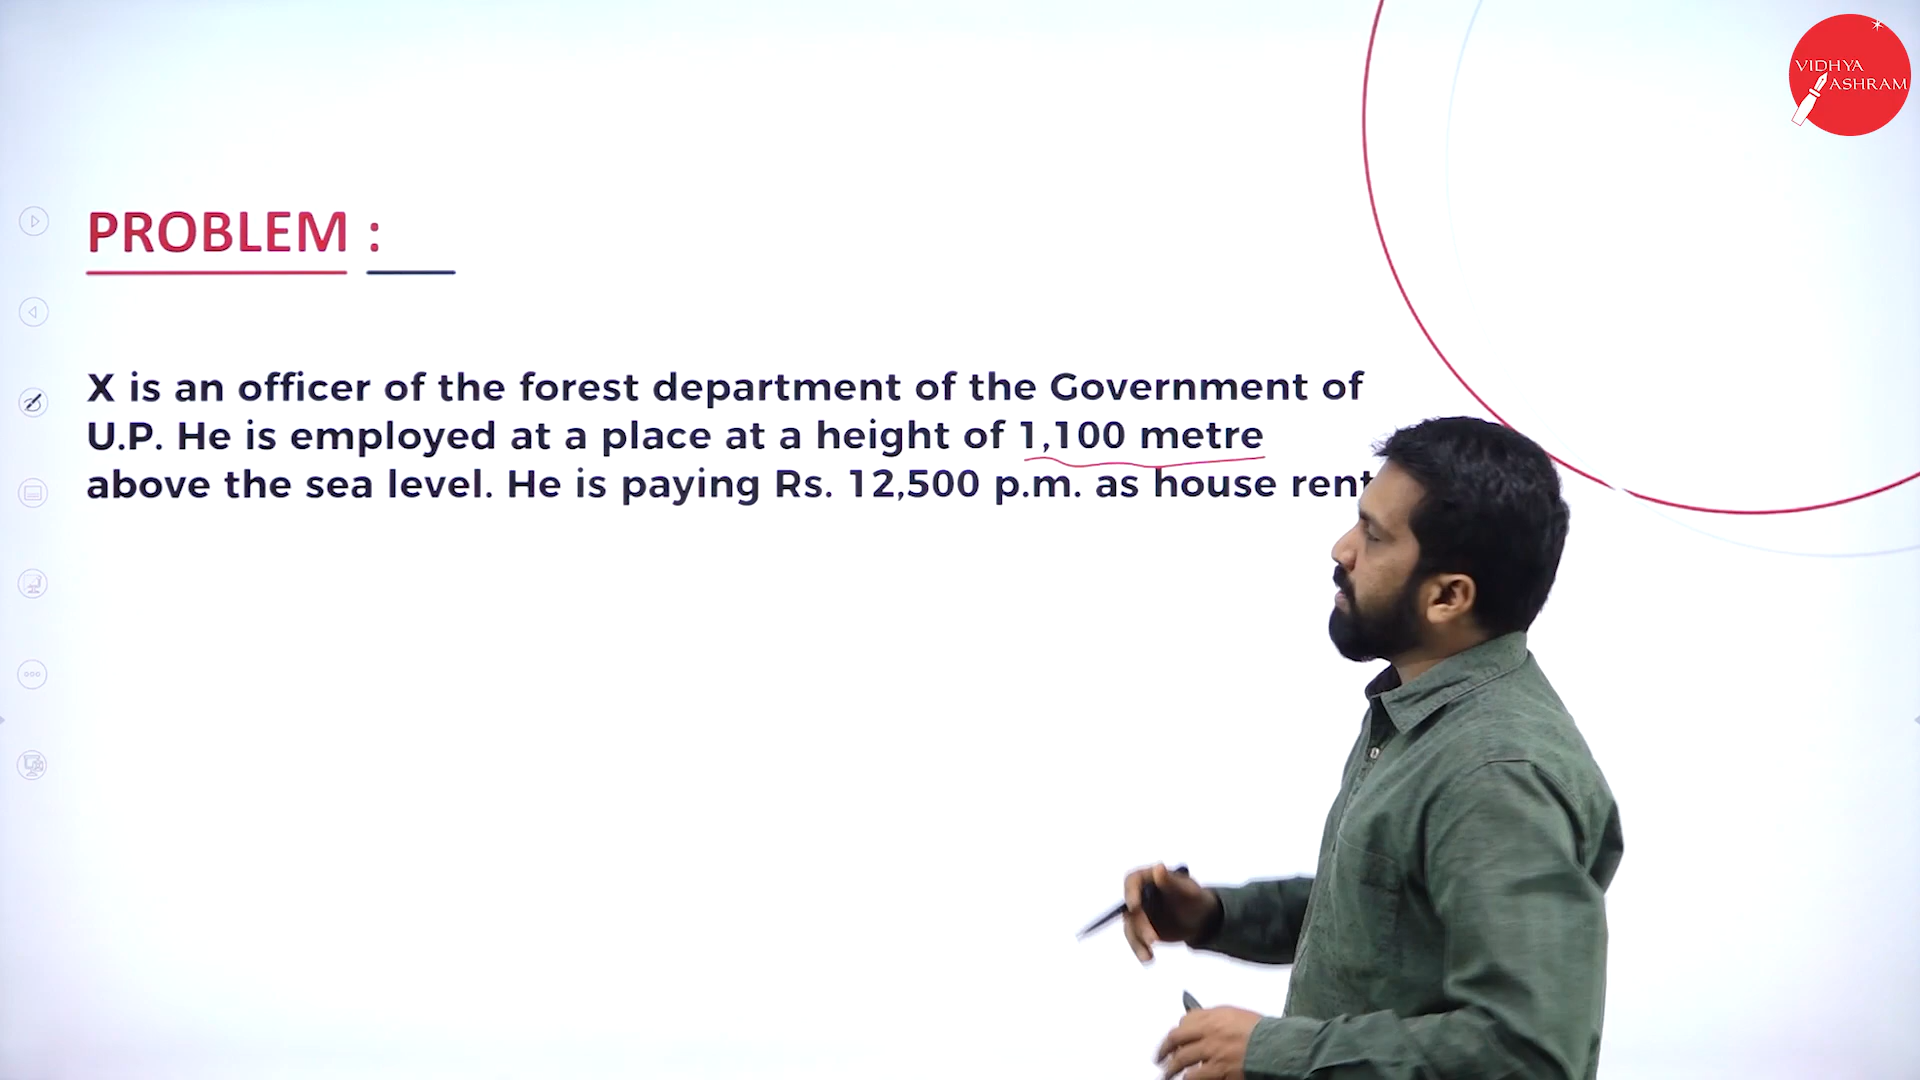 VIDHYA
ASHRAM
PROBLEM :
X is an officer of the forest department of the Government of
U.P. He is employed at a place at a height of 1,100 metre
above the sea level. He is paying Rs. 12,500 p.m. as house rent